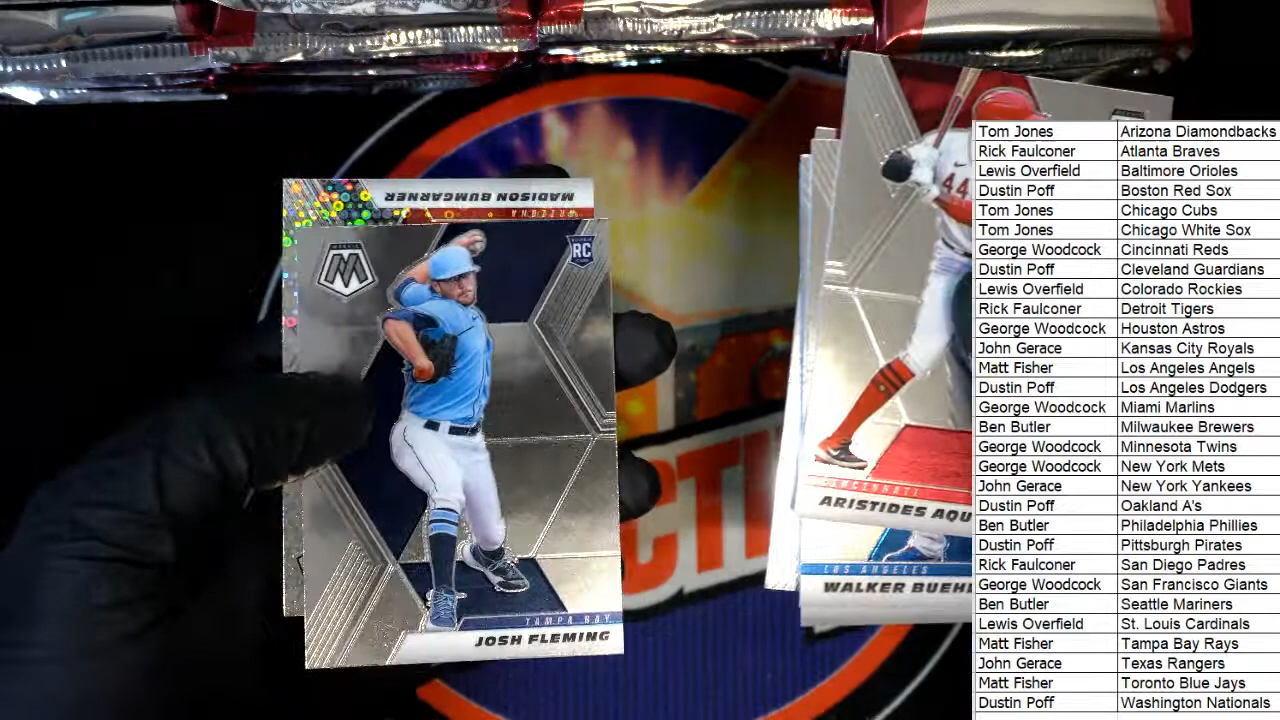 MADISON BUMGARNER
ARIZONA
MOSAIC
M
RC
TAMPA BAY
JOSH FLEMING
44
CINCINNATI
ARISTIDES AQU
LOS ANGELES
WALKER BUEHL
CTI
Tom Jones Arizona Diamondbacks
Rick Faulconer Atlanta Braves
Lewis Overfield Baltimore Orioles
Dustin Poff Boston Red Sox
Tom Jones Chicago Cubs
Tom Jones Chicago White Sox
George Woodcock Cincinnati Reds
Dustin Poff Cleveland Guardians
Lewis Overfield Colorado Rockies
Rick Faulconer Detroit Tigers
George Woodcock Houston Astros
John Gerace Kansas City Royals
Matt Fisher Los Angeles Angels
Dustin Poff Los Angeles Dodgers
George Woodcock Miami Marlins
Ben Butler Milwaukee Brewers
George Woodcock Minnesota Twins
George Woodcock New York Mets
John Gerace New York Yankees
Dustin Poff Oakland A's
Ben Butler Philadelphia Phillies
Dustin Poff Pittsburgh Pirates
Rick Faulconer San Diego Padres
George Woodcock San Francisco Giants
Ben Butler Seattle Mariners
Lewis Overfield St. Louis Cardinals
Matt Fisher Tampa Bay Rays
John Gerace Texas Rangers
Matt Fisher Toronto Blue Jays
Dustin Poff Washington Nationals